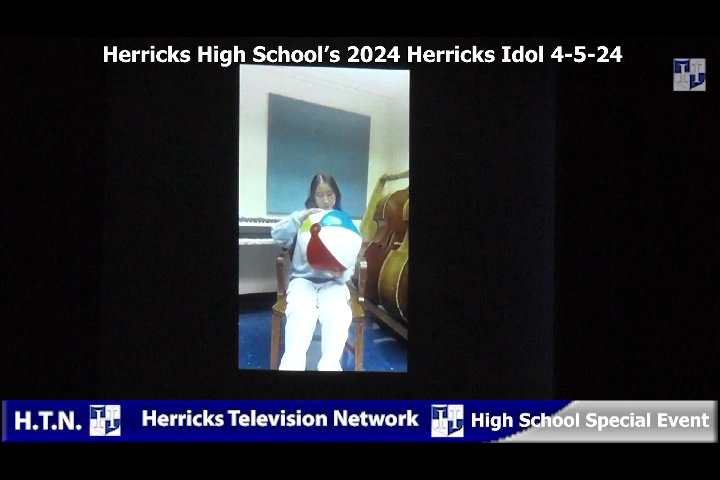 Herricks High School’s 2024 Herricks Idol 4-5-24
H.T.N. Herricks Television Network High School Special Event